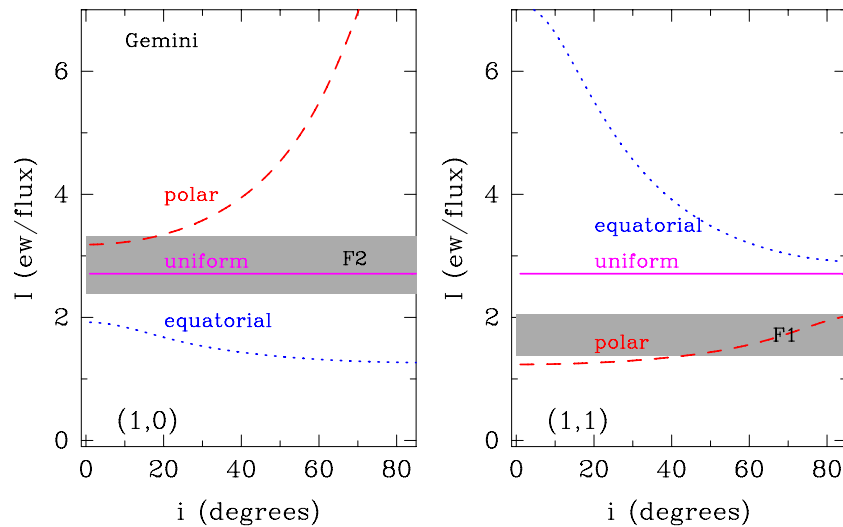 Gemini
polar
F2
uniform
equatorial
(1,0)
I (ew/flux)
0
2
4
6
0
20
40
60
80
i (degrees)
equatorial
uniform
polar
F1
(1,1)
I (ew/flux)
0
2
4
6
0
20
40
60
80
i (degrees)